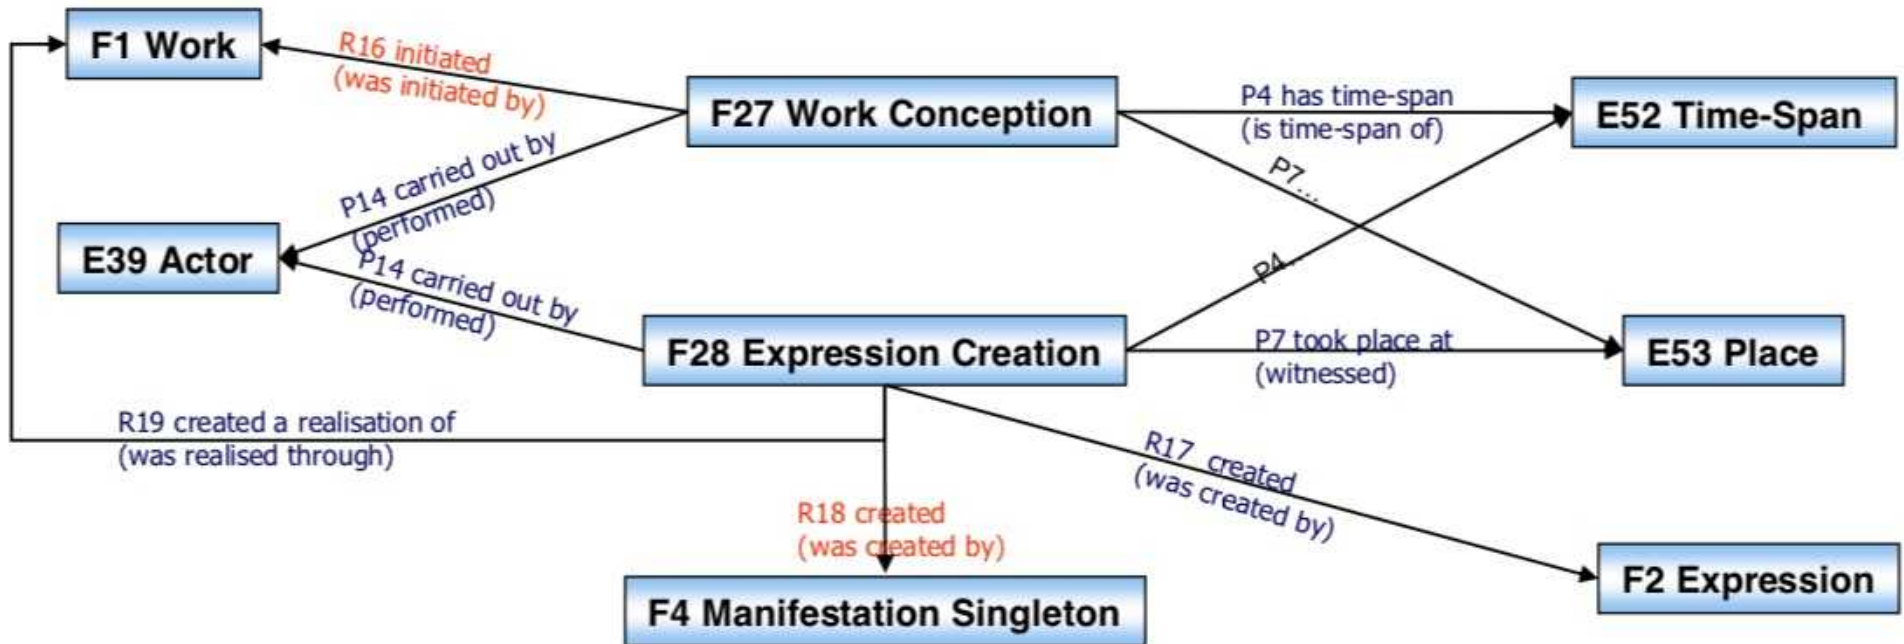 F1 Work
R16 initiated
(was initiated by)
F27 Work Conception
P4 has time-span
(is time-span of)
E52 Time-Span
P14 carried out by
(performed)
P7...
E39 Actor
P14 carried out by
(performed)
P4...
F28 Expression Creation
P7 took place at
(witnessed)
E53 Place
R19 created a realisation of
(was realised through)
R17 created
(was created by)
R18 created
(was created by)
F2 Expression
F4 Manifestation Singleton